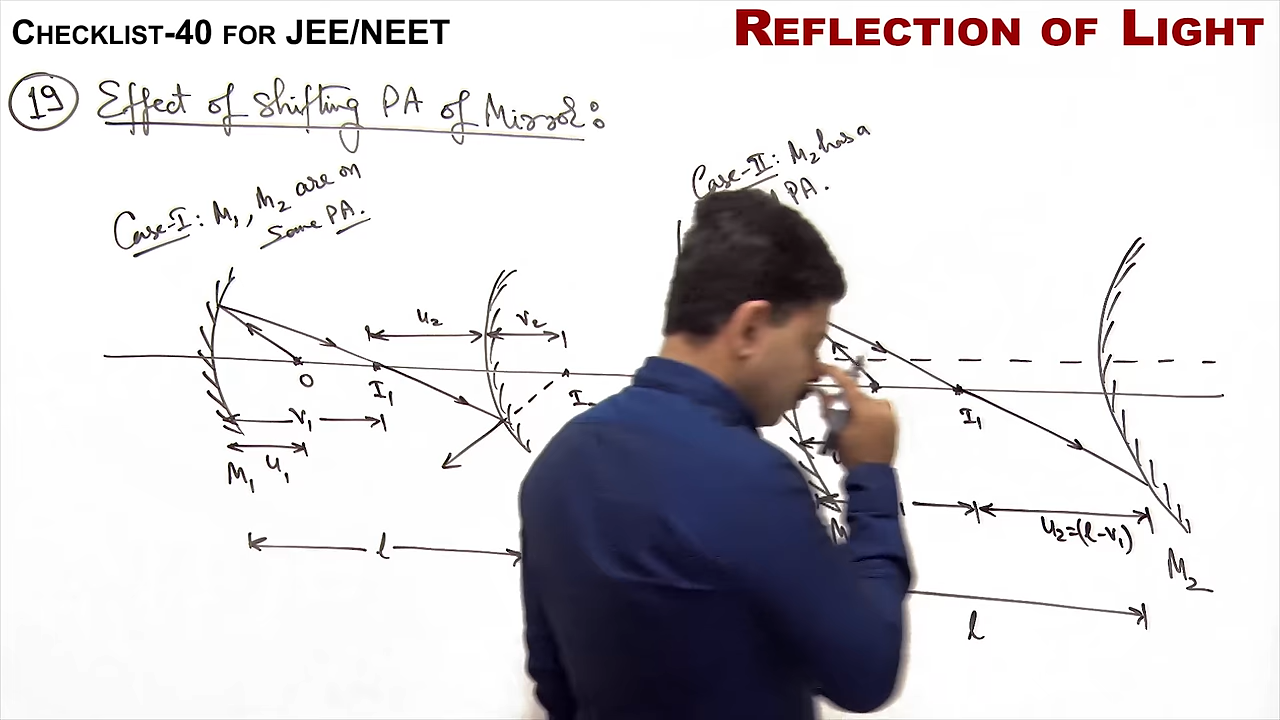 CHECKLIST-40 FOR JEE/NEET
REFLECTION OF LIGHT
19 Effect of shifting PA of Mirror:
Case-I: M₁, M₂ are on
same PA.
Case-II: M₂ has a
PA.
u₂
v₂
O
I₁
I
v₁
u₁
M₁
l
I₁
u₂=(l-v₁)
M
M₂
l